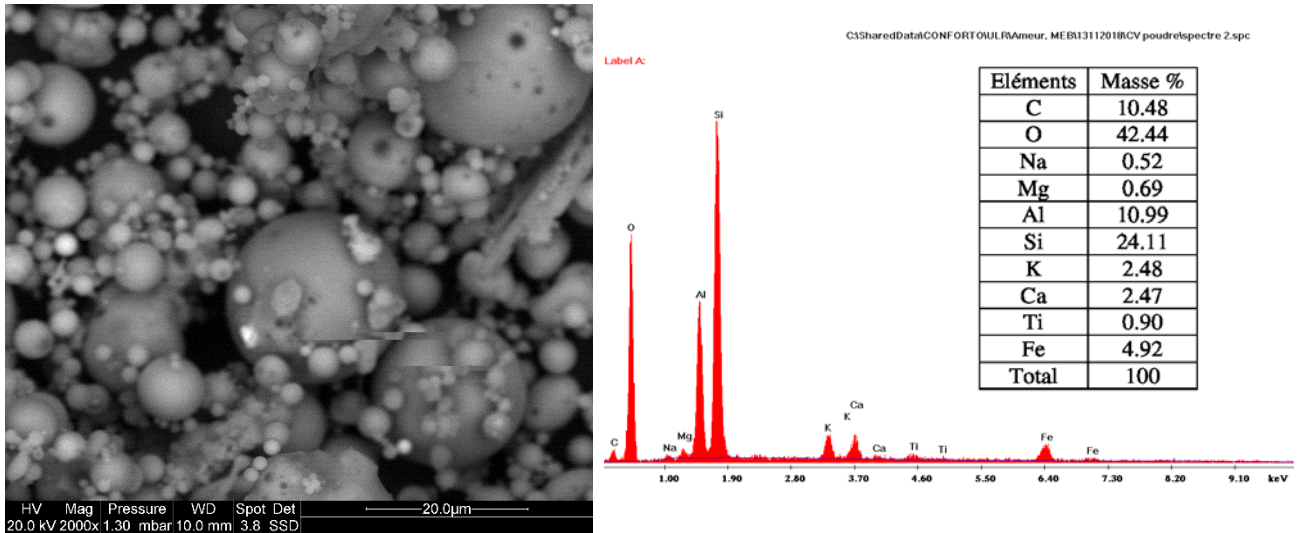 C:\SharedData\CONFORTO\ULR\Ameur, MEB\13112018\CV poudre\spectre 2.spc
Label A:
Eléments Masse %
C 10.48
O 42.44
Na 0.52
Mg 0.69
Al 10.99
Si 24.11
K 2.48
Ca 2.47
Ti 0.90
Fe 4.92
Total 100
Si
O
Al
Ca
K
K
Fe
C
Na
Mg
Ca
Ti
Ti
Fe
1.00 1.90 2.80 3.70 4.60 5.50 6.40 7.30 8.20 9.10 keV
HV Mag Pressure WD Spot Det
20.0 kV 2000x 1.30 mbar 10.0 mm 3.8 SSD
20.0µm